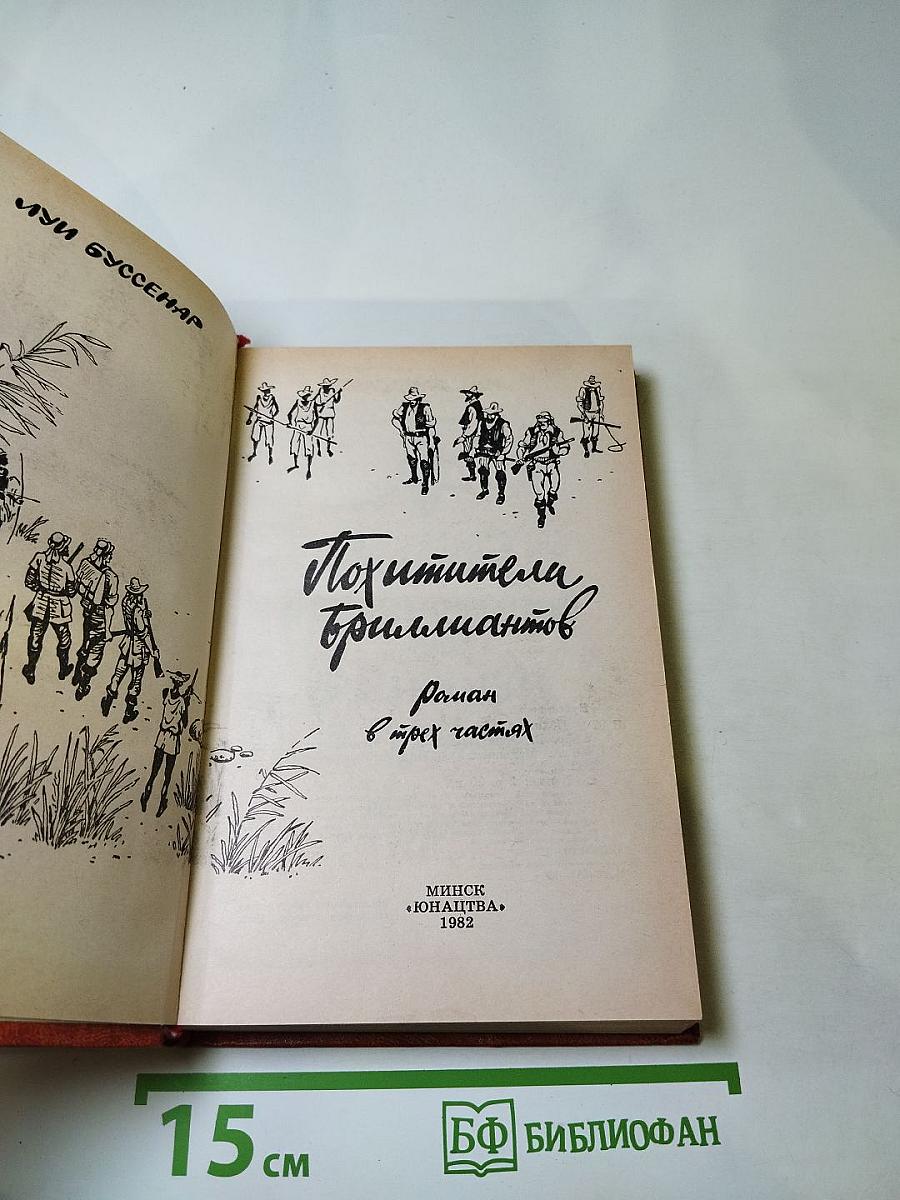 ЛУИ БУССЕНАР
Похитители
Бриллиантов
Роман
в трех частях
МИНСК
«ЮНАЦТВА»
1982
15 см
БФ БИБЛИОФАН